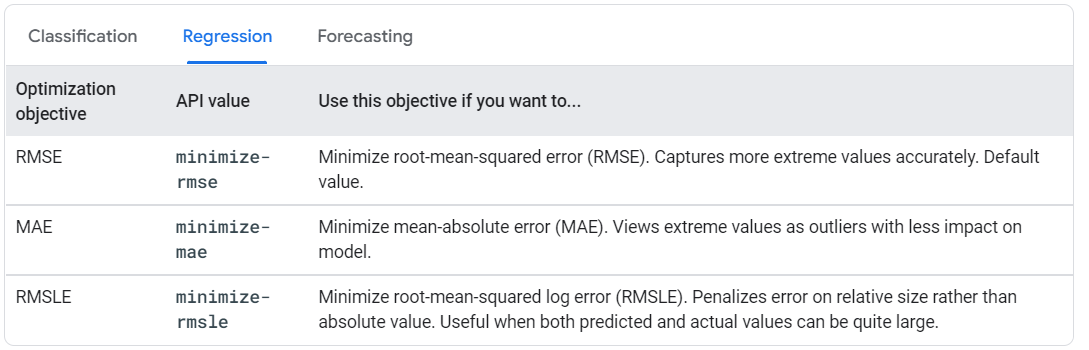 Classification Regression Forecasting
Optimization
objective
API value
Use this objective if you want to...
RMSE
minimize-
rmse
Minimize root-mean-squared error (RMSE). Captures more extreme values accurately. Default
value.
MAE
minimize-
mae
Minimize mean-absolute error (MAE). Views extreme values as outliers with less impact on
model.
RMSLE
minimize-
rmsle
Minimize root-mean-squared log error (RMSLE). Penalizes error on relative size rather than
absolute value. Useful when both predicted and actual values can be quite large.